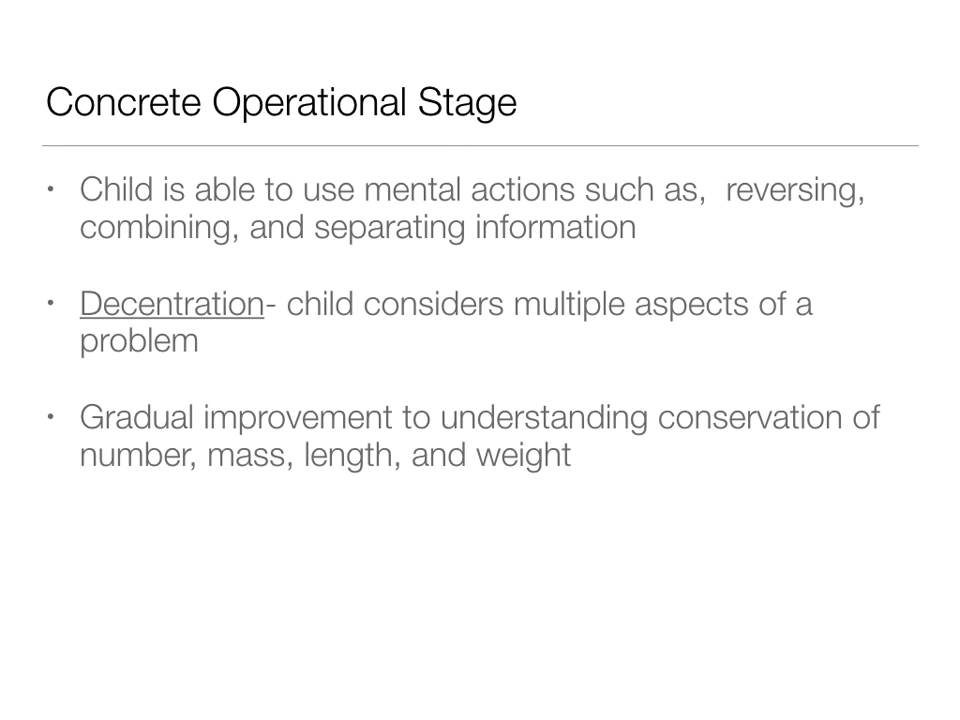 Concrete Operational Stage
• Child is able to use mental actions such as,  reversing,
combining, and separating information
• Decentration- child considers multiple aspects of a
problem
• Gradual improvement to understanding conservation of
number, mass, length, and weight